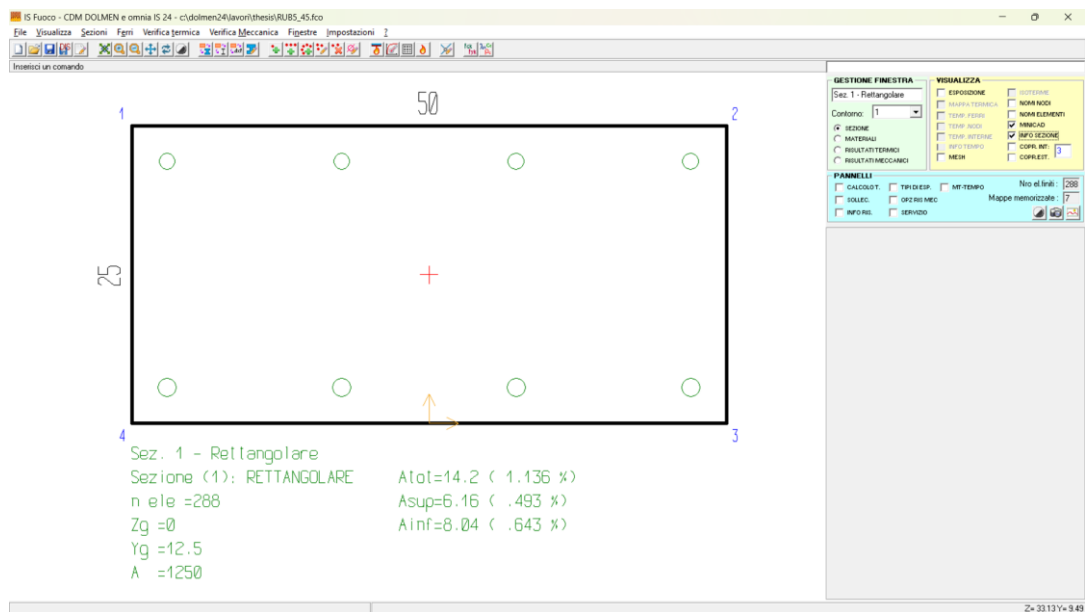 IS Fuoco - CDM DOLMEN e omnia IS 24 - c:\dolmen24\lavori\thesis\RUB5_45.fco
File Visualizza Sezioni Ferri Verifica termica Verifica Meccanica Finestre Impostazioni ?
Inserisci un comando
50
1
2
25
4
3
Sez. 1 - Rettangolare
Sezione (1): RETTANGOLARE
n ele =288
Zg =0
Yg =12.5
A =1250
Atot=14.2 ( 1.136 %)
Asup=6.16 ( .493 %)
Ainf=8.04 ( .643 %)
GESTIONE FINESTRA
Sez. 1 - Rettangolare
Contorno: 1
SEZIONE
MATERIALI
RISULTATI TERMICI
RISULTATI MECCANICI
VISUALIZZA
ESPOSIZIONE
ISOTERME
MAPPA TERMICA
NOMI NODI
TEMP. FERRI
NOMI ELEMENTI
TEMP. NODI
MINICAD
TEMP. INTERNE
INFO SEZIONE
INFO TEMPO
COPR. INT: 3
MESH
COPR.EST.
PANNELLI
CALCOLO T.
TIPI DI ESP.
MT-TEMPO
Nro el.finiti : 288
SOLLEC.
OPZ RIS MEC
Mappe memorizzate : 7
INFO RIS.
SERVIZIO
Z= 33.13 Y= 9.49